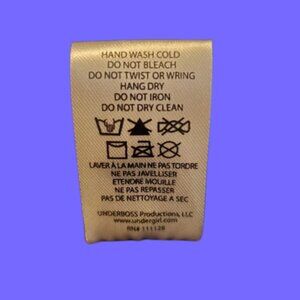 HAND WASH COLD
DO NOT BLEACH
DO NOT TWIST OR WRING
HANG DRY
DO NOT IRON
DO NOT DRY CLEAN
LAVER À LA MAIN NE PAS TORDRE
NE PAS JAVELLISER
ETENDRE MOUILLE
NE PAS REPASSER
PAS DE NETTOYAGE A SEC
UNDERBOSS Productions, LLC
www.undergirl.com
RN# 111128